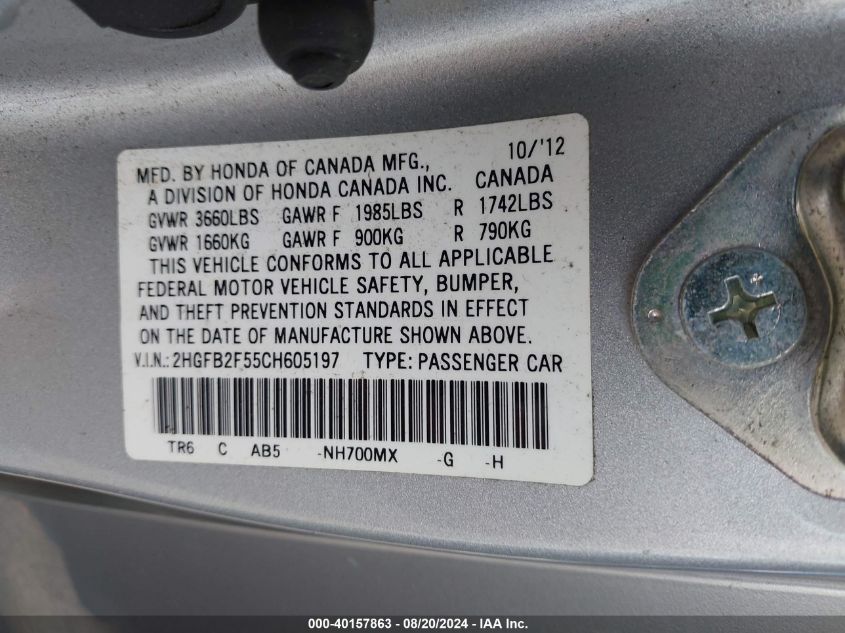 MFD. BY HONDA OF CANADA MFG., 10/'12
A DIVISION OF HONDA CANADA INC. CANADA
GVWR 3660LBS GAWR F 1985LBS R 1742LBS
GVWR 1660KG GAWR F 900KG R 790KG
THIS VEHICLE CONFORMS TO ALL APPLICABLE
FEDERAL MOTOR VEHICLE SAFETY, BUMPER,
AND THEFT PREVENTION STANDARDS IN EFFECT
ON THE DATE OF MANUFACTURE SHOWN ABOVE.
V.I.N.: 2HGFB2F55CH605197 TYPE: PASSENGER CAR
TR6 C AB5 -NH700MX -G -H
000-40157863 - 08/20/2024 - IAA Inc.